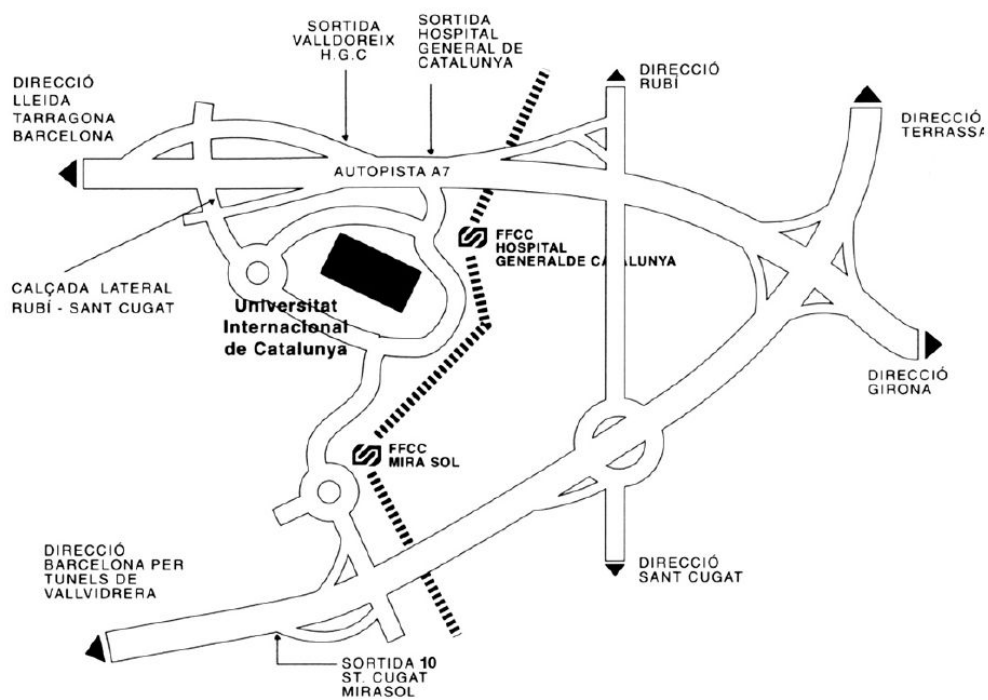 SORTIDA
VALLDOREIX
H.G.C
SORTIDA
HOSPITAL
GENERAL DE
CATALUNYA
DIRECCIÓ
RUBÍ
DIRECCIÓ
LLEIDA
TARRAGONA
BARCELONA
DIRECCIÓ
TERRASSA
AUTOPISTA A7
FFCC
HOSPITAL
GENERALDE CATALUNYA
CALÇADA LATERAL
RUBÍ - SANT CUGAT
Universitat
Internacional
de Catalunya
DIRECCIÓ
GIRONA
FFCC
MIRA SOL
DIRECCIÓ
BARCELONA PER
TUNELS DE
VALLVIDRERA
DIRECCIÓ
SANT CUGAT
SORTIDA 10
ST. CUGAT
MIRASOL